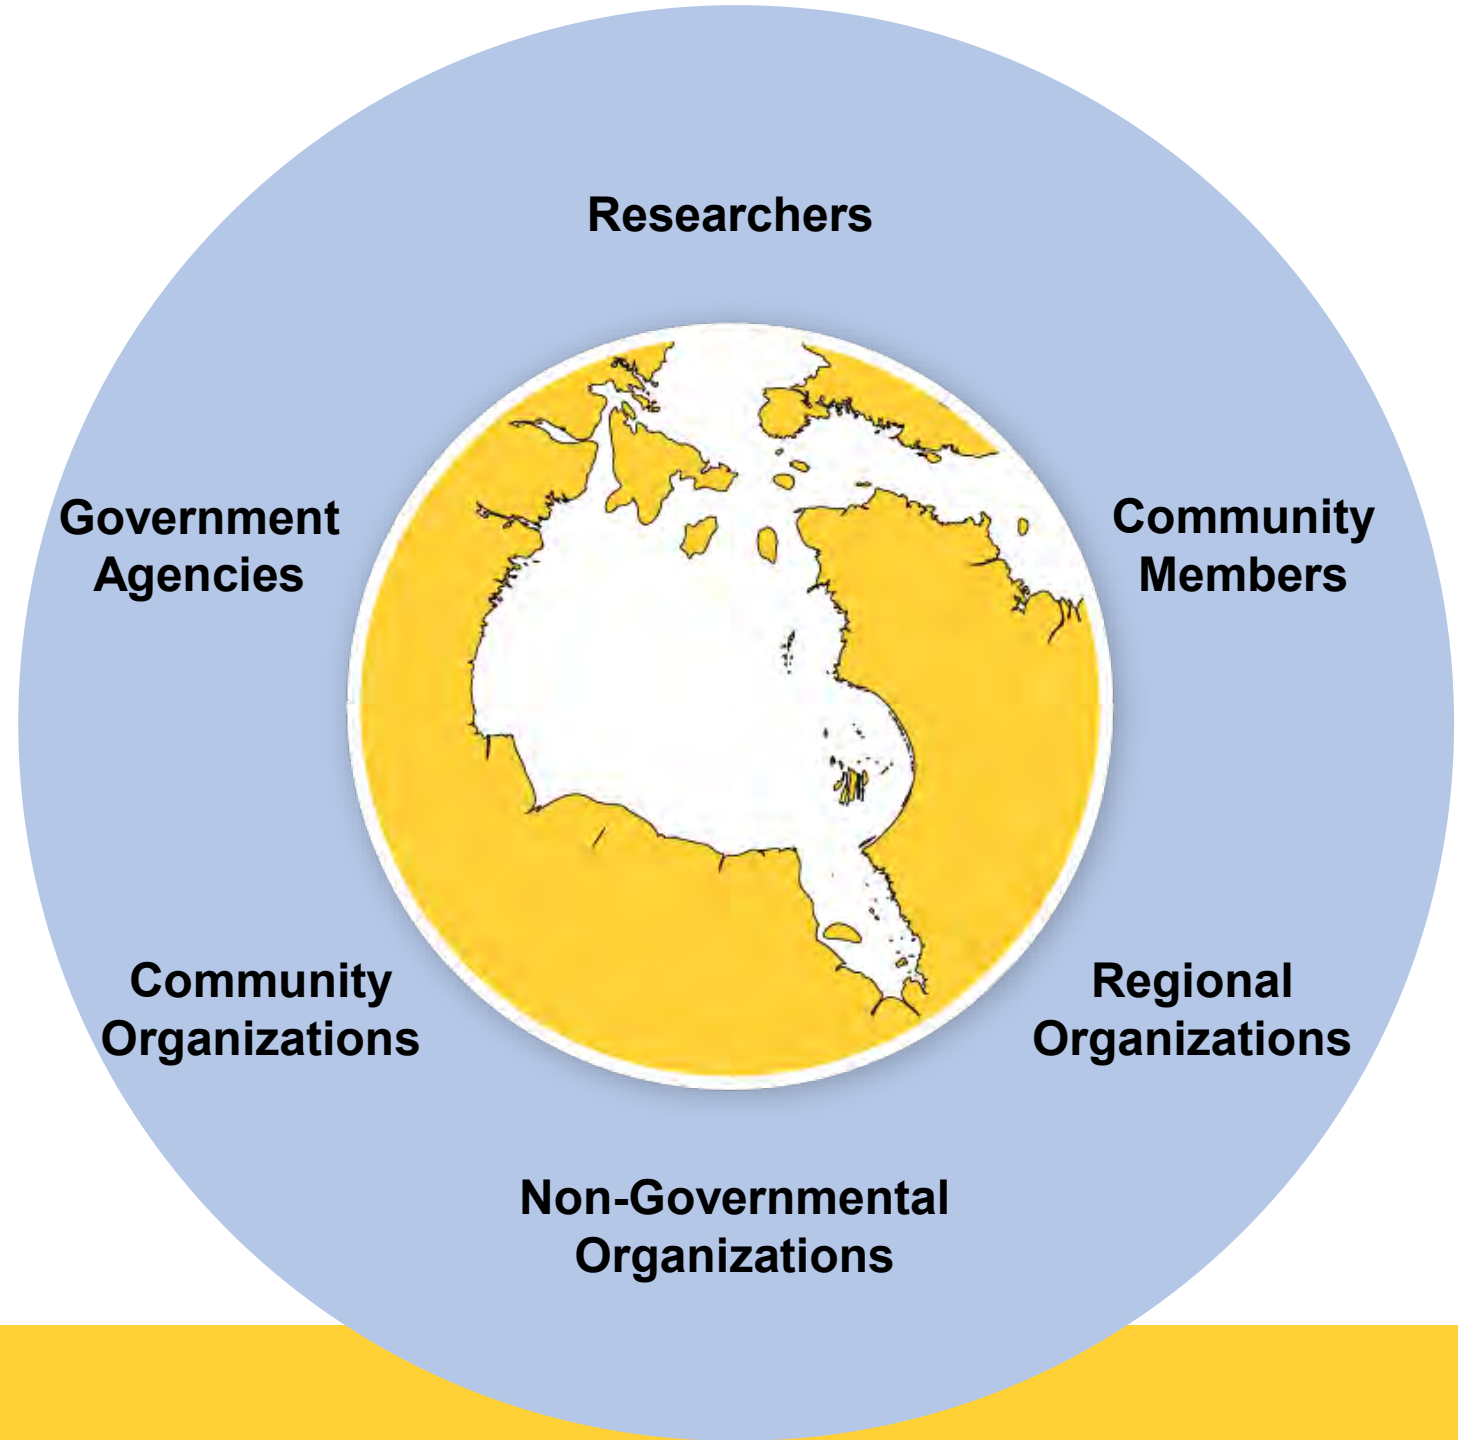 Researchers
Government
Agencies
Community
Members
Community
Organizations
Regional
Organizations
Non-Governmental
Organizations